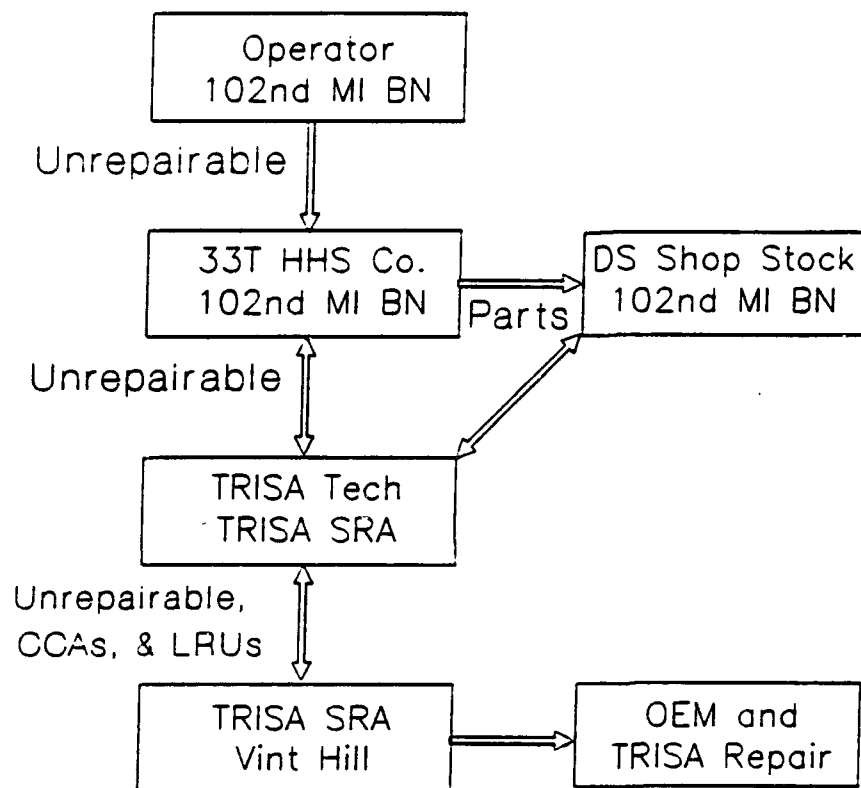 Operator
102nd MI BN
Unrepairable
33T HHS Co.
102nd MI BN
Parts
DS Shop Stock
102nd MI BN
Unrepairable
TRISA Tech
TRISA SRA
Unrepairable,
CCAs, & LRUs
TRISA SRA
Vint Hill
OEM and
TRISA Repair